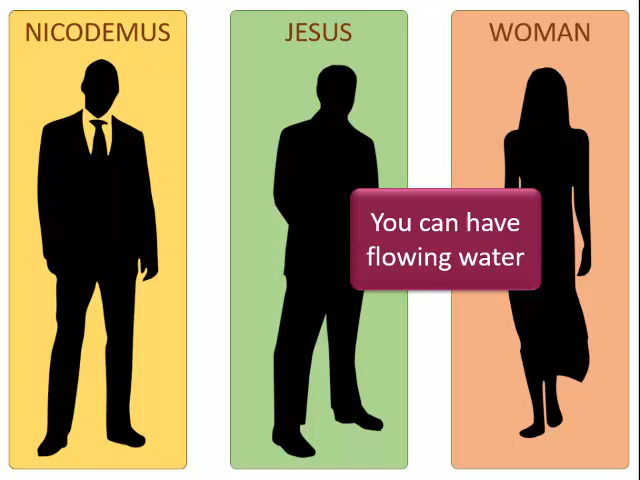 NICODEMUS
JESUS
WOMAN
You can have
flowing water